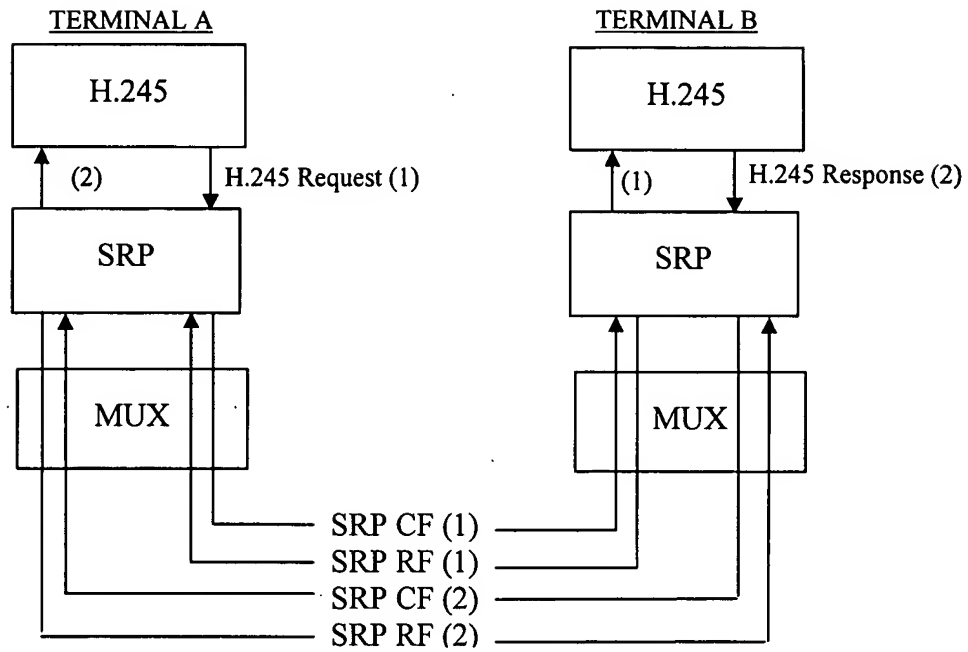 TERMINAL A
TERMINAL B
H.245
H.245
(2)
H.245 Request (1)
(1)
H.245 Response (2)
SRP
SRP
MUX
MUX
SRP CF (1)
SRP RF (1)
SRP CF (2)
SRP RF (2)